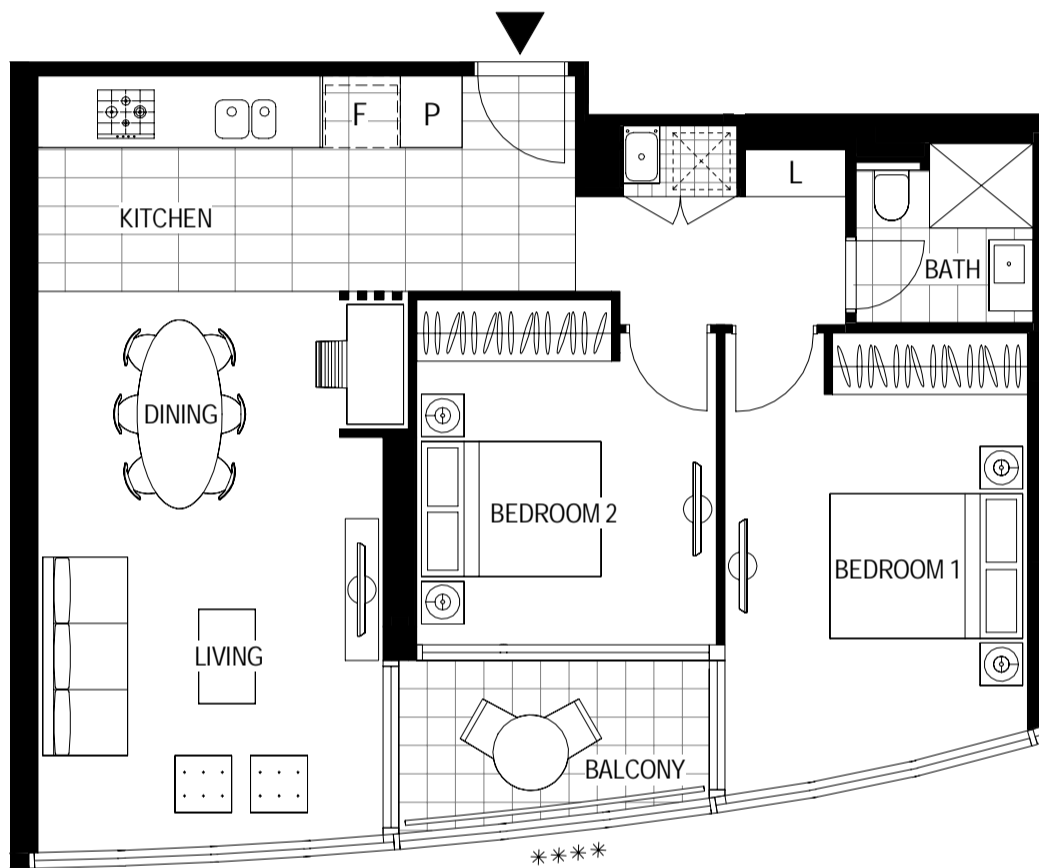 F
P
L
KITCHEN
BATH
DINING
BEDROOM 2
BEDROOM 1
LIVING
BALCONY
****